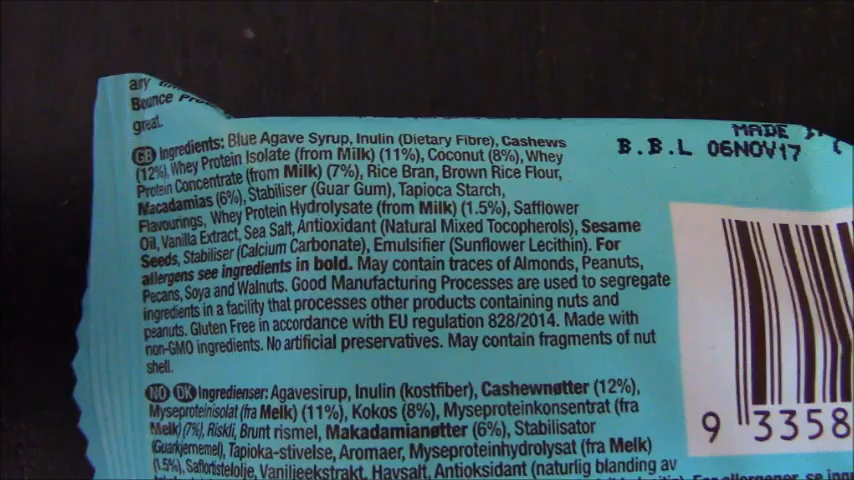 any
Bounce Pro
great.
GB Ingredients: Blue Agave Syrup, Inulin (Dietary Fibre), Cashews
(12%), Whey Protein Isolate (from Milk) (11%), Coconut (8%), Whey
Protein Concentrate (from Milk) (7%), Rice Bran, Brown Rice Flour,
Macadamias (6%), Stabiliser (Guar Gum), Tapioca Starch,
Flavourings, Whey Protein Hydrolysate (from Milk) (1.5%), Safflower
Oil, Vanilla Extract, Sea Salt, Antioxidant (Natural Mixed Tocopherols), Sesame
Seeds, Stabiliser (Calcium Carbonate), Emulsifier (Sunflower Lecithin). For
allergens see ingredients in bold. May contain traces of Almonds, Peanuts,
Pecans, Soya and Walnuts. Good Manufacturing Processes are used to segregate
ingredients in a facility that processes other products containing nuts and
peanuts. Gluten Free in accordance with EU regulation 828/2014. Made with
non-GMO ingredients. No artificial preservatives. May contain fragments of nut
shell.
NO DK Ingredienser: Agavesirup, Inulin (kostfiber), Cashewnøtter (12%),
Myseproteinisolat (fra Melk) (11%), Kokos (8%), Myseproteinkonsentrat (fra
Melk) (7%), Riskli, Brunt rismel, Makadamianøtter (6%), Stabilisator
(Guarkjernemel), Tapioka-stivelse, Aromaer, Myseproteinhydrolysat (fra Melk)
(1.5%), Saflortistelolje, Vaniljeekstrakt, Havsalt, Antioksidant (naturlig blanding av
For allergener, se
MADE
B.B.L 06NOV17
9 3358